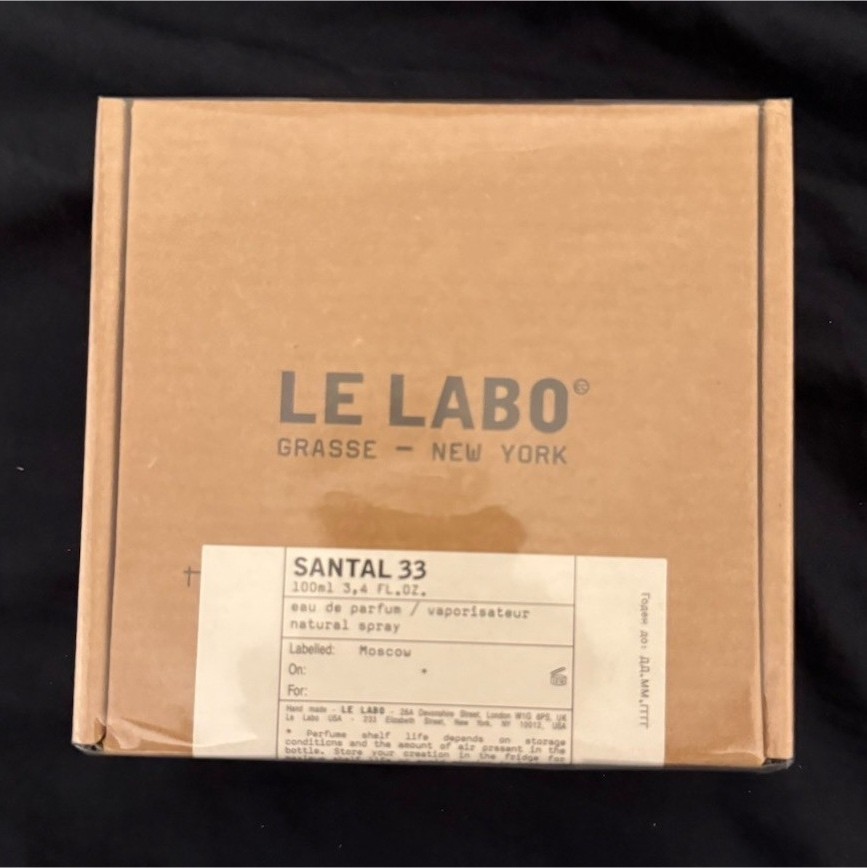 LE LABO
GRASSE — NEW YORK
SANTAL 33
100ml 3,4 FL.OZ.
eau de parfum / vaporisateur
natural spray
Labelled: Moscow
On: *
For:
Hand made - LE LABO - 28A Devonshire Street, London W1G 6PS, UK
Le Labo USA - 233 Elizabeth Street, New York, NY 10012, USA
* Perfume shelf life depends on storage
conditions and the amount of air present in the
bottle. Store your creation in the fridge for
Годен до: ДД.ММ.ГГГГ